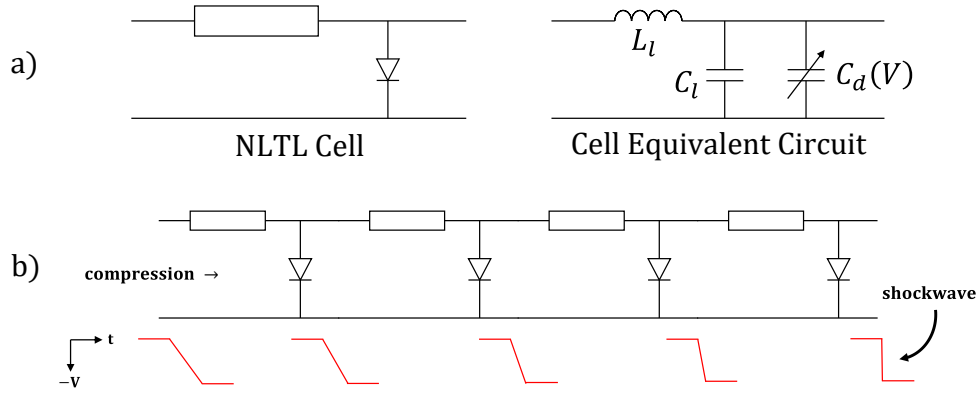 a)
L_l
C_l
C_d(V)
NLTL Cell
Cell Equivalent Circuit
b)
compression →
shockwave
t
−V